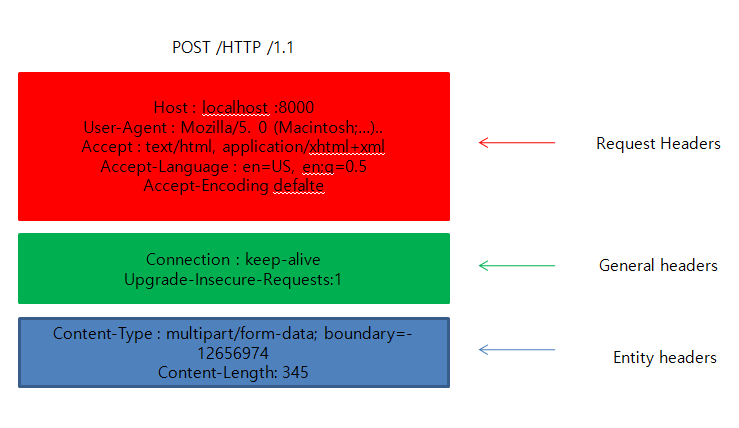 POST /HTTP /1.1
Host : localhost :8000
User-Agent : Mozilla/5. 0 (Macintosh;...)..
Accept : text/html, application/xhtml+xml
Accept-Language : en=US, en;q=0.5
Accept-Encoding defalte
Request Headers
Connection : keep-alive
Upgrade-Insecure-Requests:1
General headers
Content-Type : multipart/form-data; boundary=-
12656974
Content-Length: 345
Entity headers